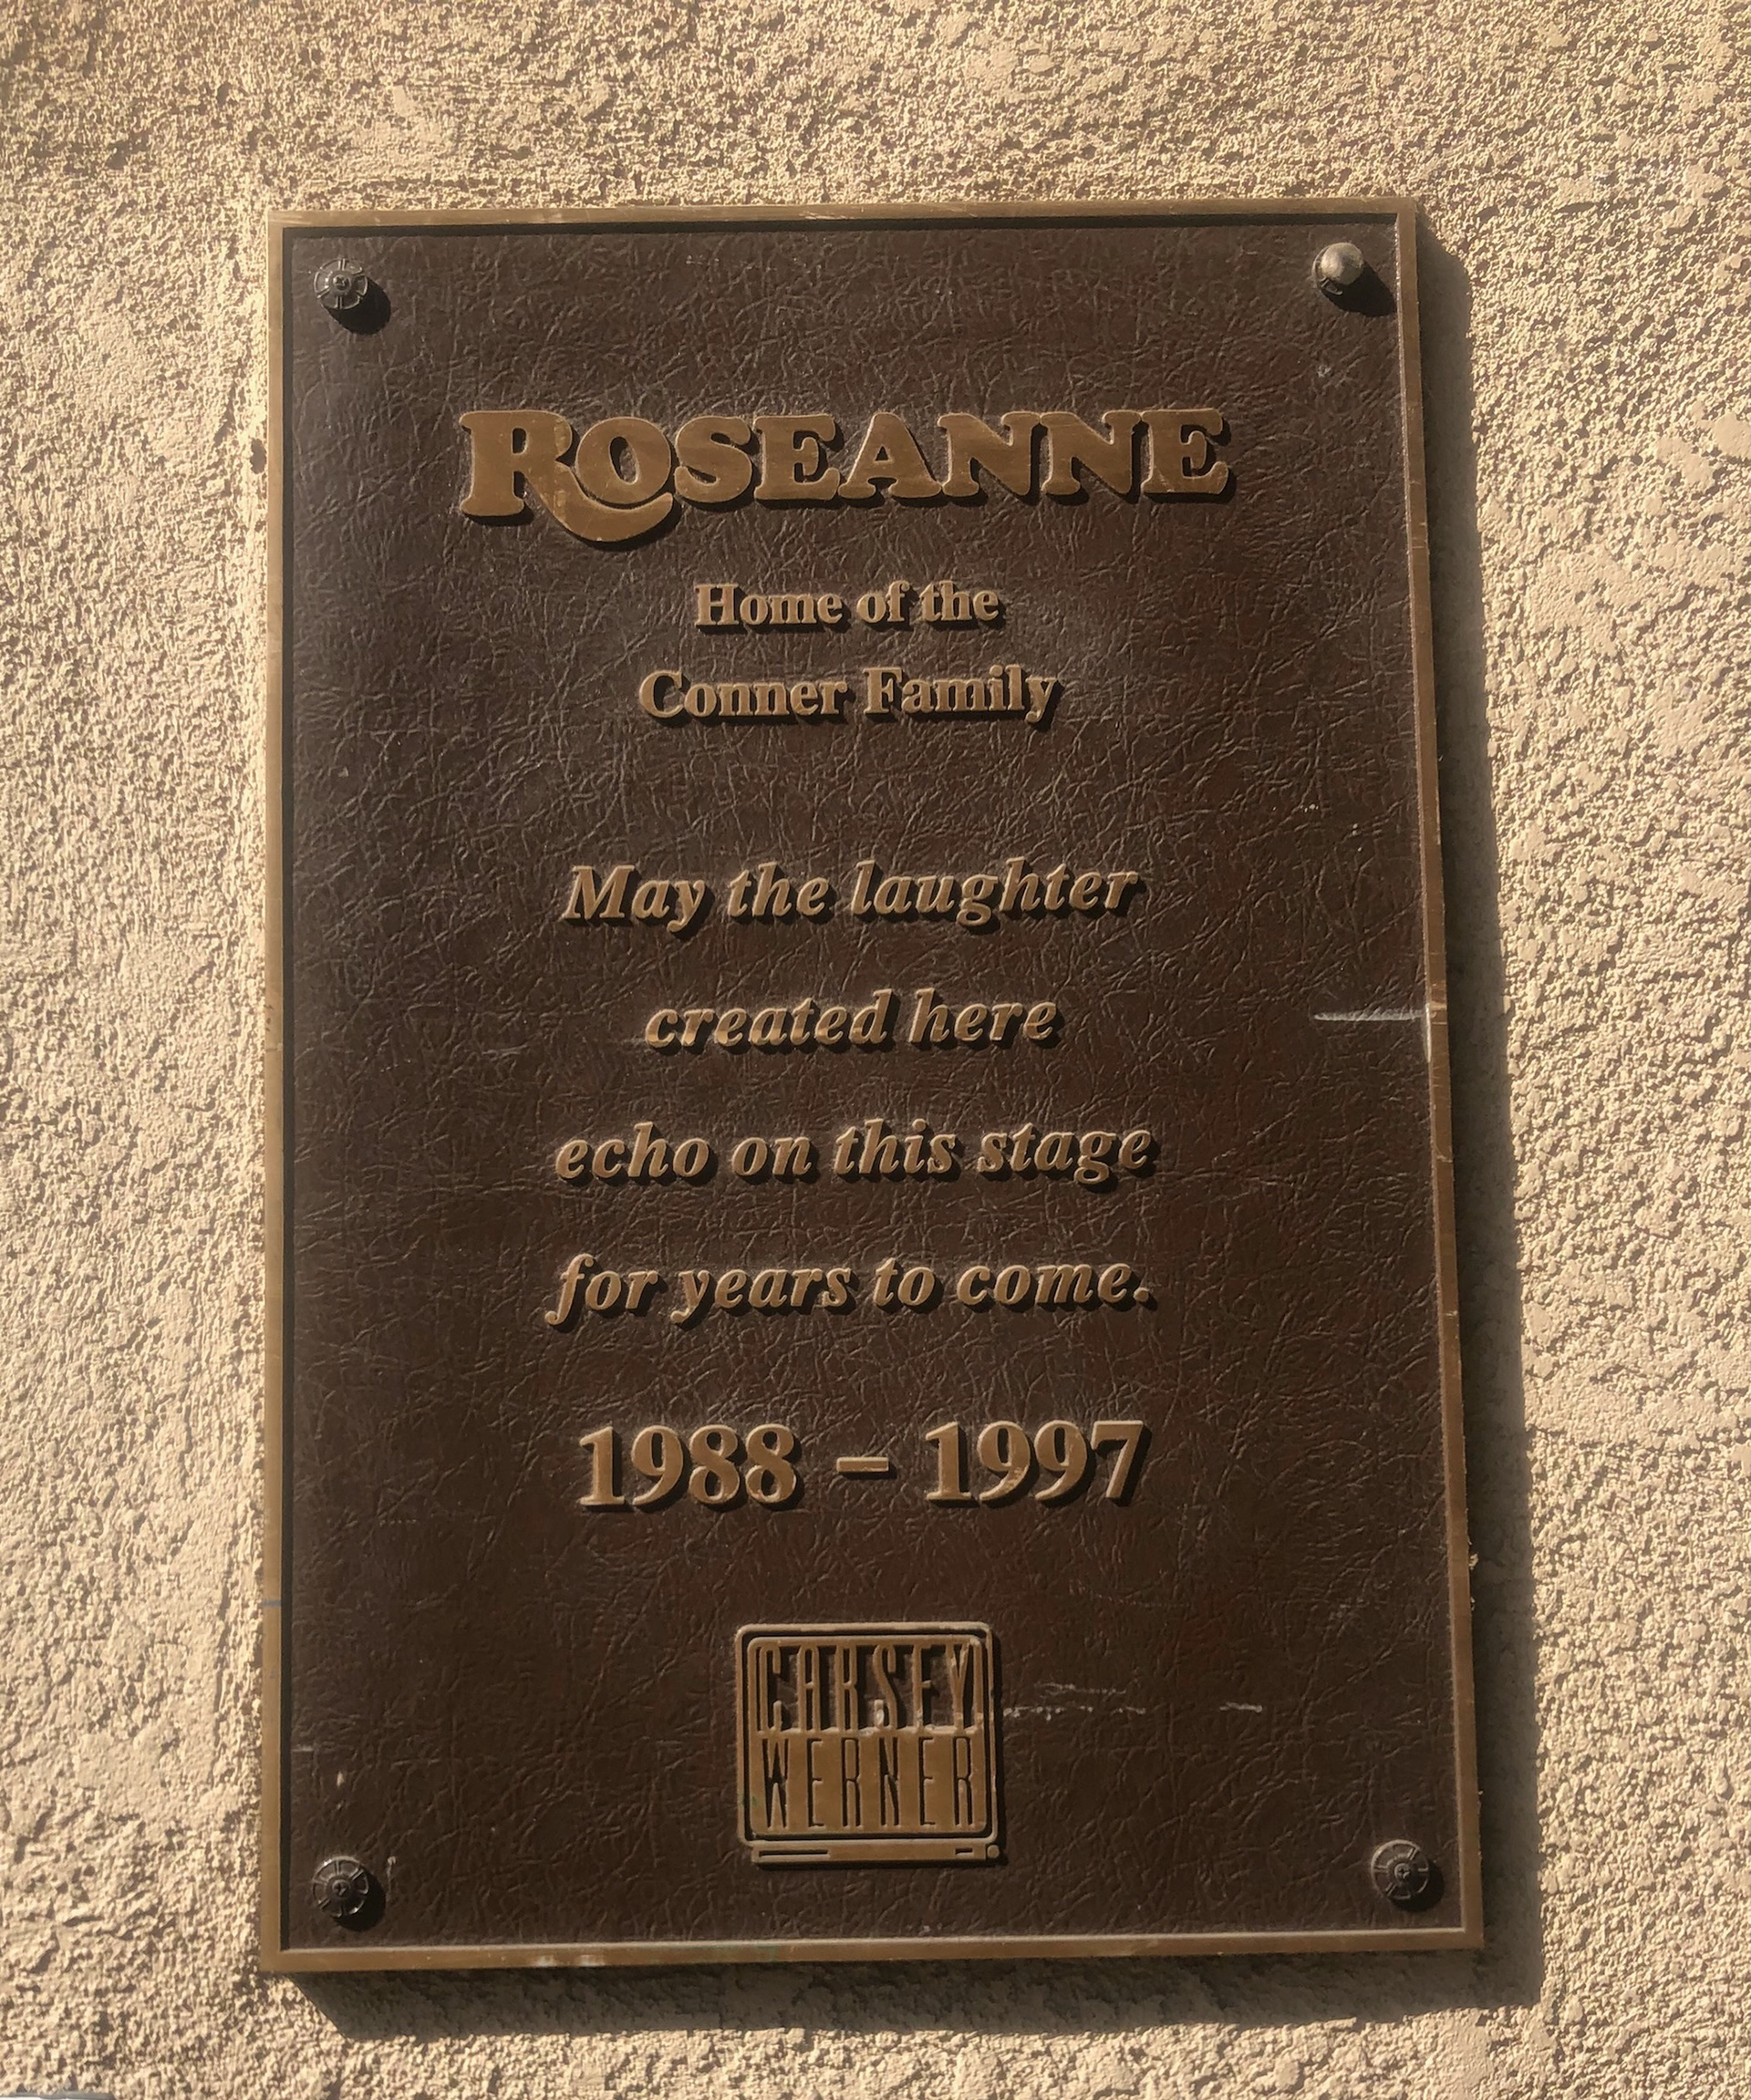 ROSEANNE
Home of the
Conner Family
May the laughter
created here
echo on this stage
for years to come.
1988 – 1997
CARSEY
WERNER